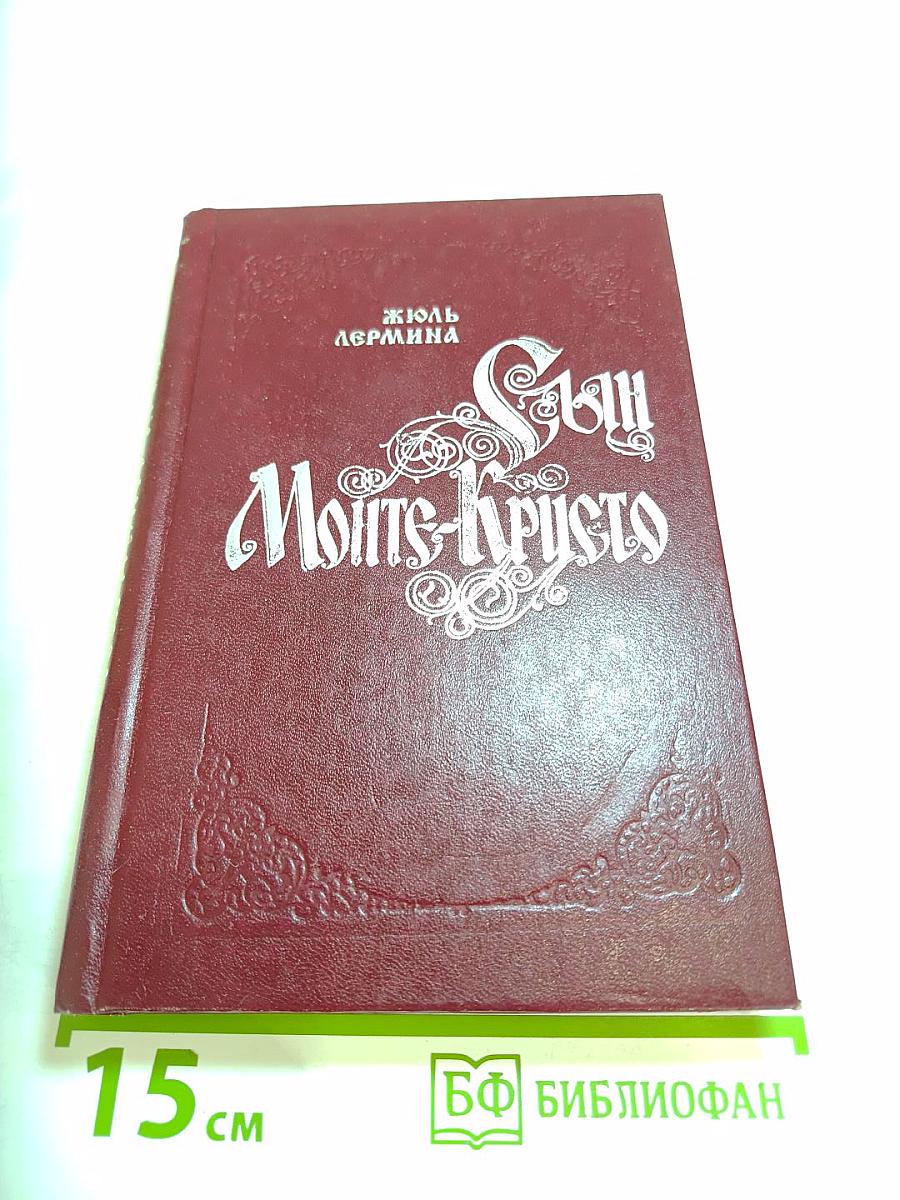 ЖЮЛЬ
ЛЕРМИНА
Сын
Монте-Кристо
15 см
БФ БИБЛИОФАН